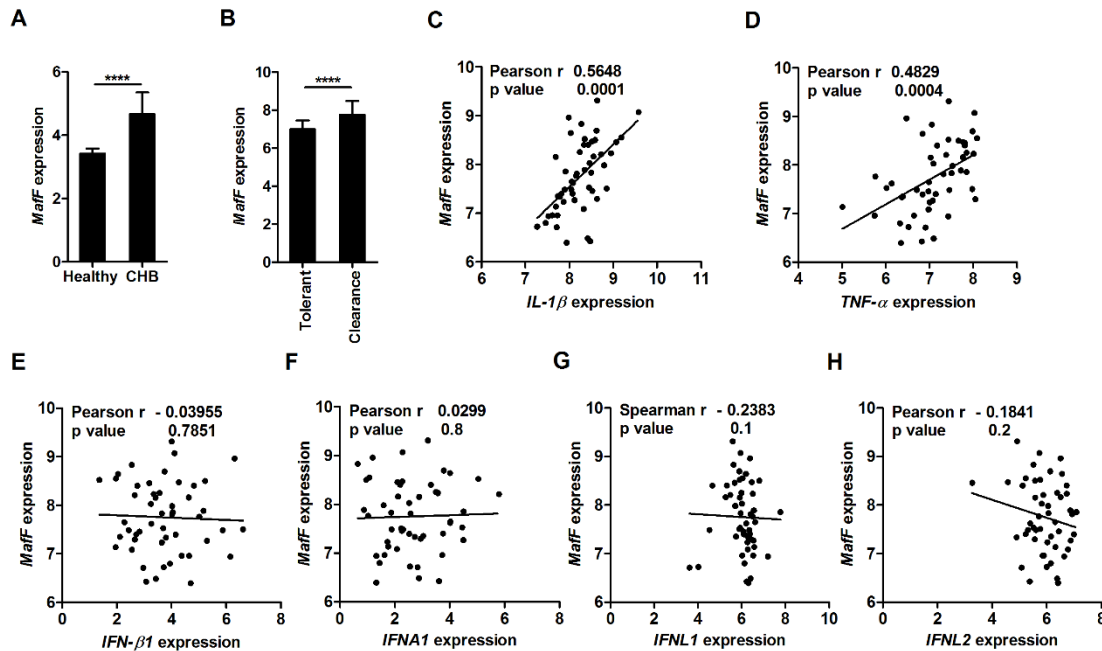 A
MafF expression
6
4
2
0
****
Healthy CHB
B
MafF expression
10
8
6
4
2
0
****
Tolerant
Clearance
C
Pearson r 0.5648
p value 0.0001
MafF expression
10
9
8
7
6
6 7 8 9 10 11
IL-1β expression
D
Pearson r 0.4829
p value 0.0004
MafF expression
10
9
8
7
6
4 5 6 7 8 9
TNF-α expression
E
Pearson r - 0.03955
p value 0.7851
MafF expression
10
9
8
7
6
0 2 4 6 8
IFN-β1 expression
F
Pearson r 0.0299
p value 0.8
MafF expression
10
9
8
7
6
0 2 4 6 8
IFNA1 expression
G
Spearman r - 0.2383
p value 0.1
MafF expression
10
9
8
7
6
0 2 4 6 8 10
IFNL1 expression
H
Pearson r - 0.1841
p value 0.2
MafF expression
10
9
8
7
6
0 2 4 6 8
IFNL2 expression